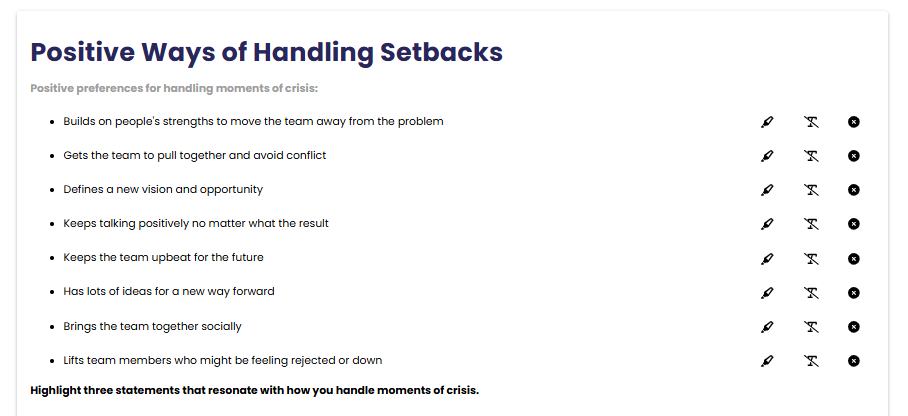 Positive Ways of Handling Setbacks
Positive preferences for handling moments of crisis:
• Builds on people's strengths to move the team away from the problem
• Gets the team to pull together and avoid conflict
• Defines a new vision and opportunity
• Keeps talking positively no matter what the result
• Keeps the team upbeat for the future
• Has lots of ideas for a new way forward
• Brings the team together socially
• Lifts team members who might be feeling rejected or down
Highlight three statements that resonate with how you handle moments of crisis.